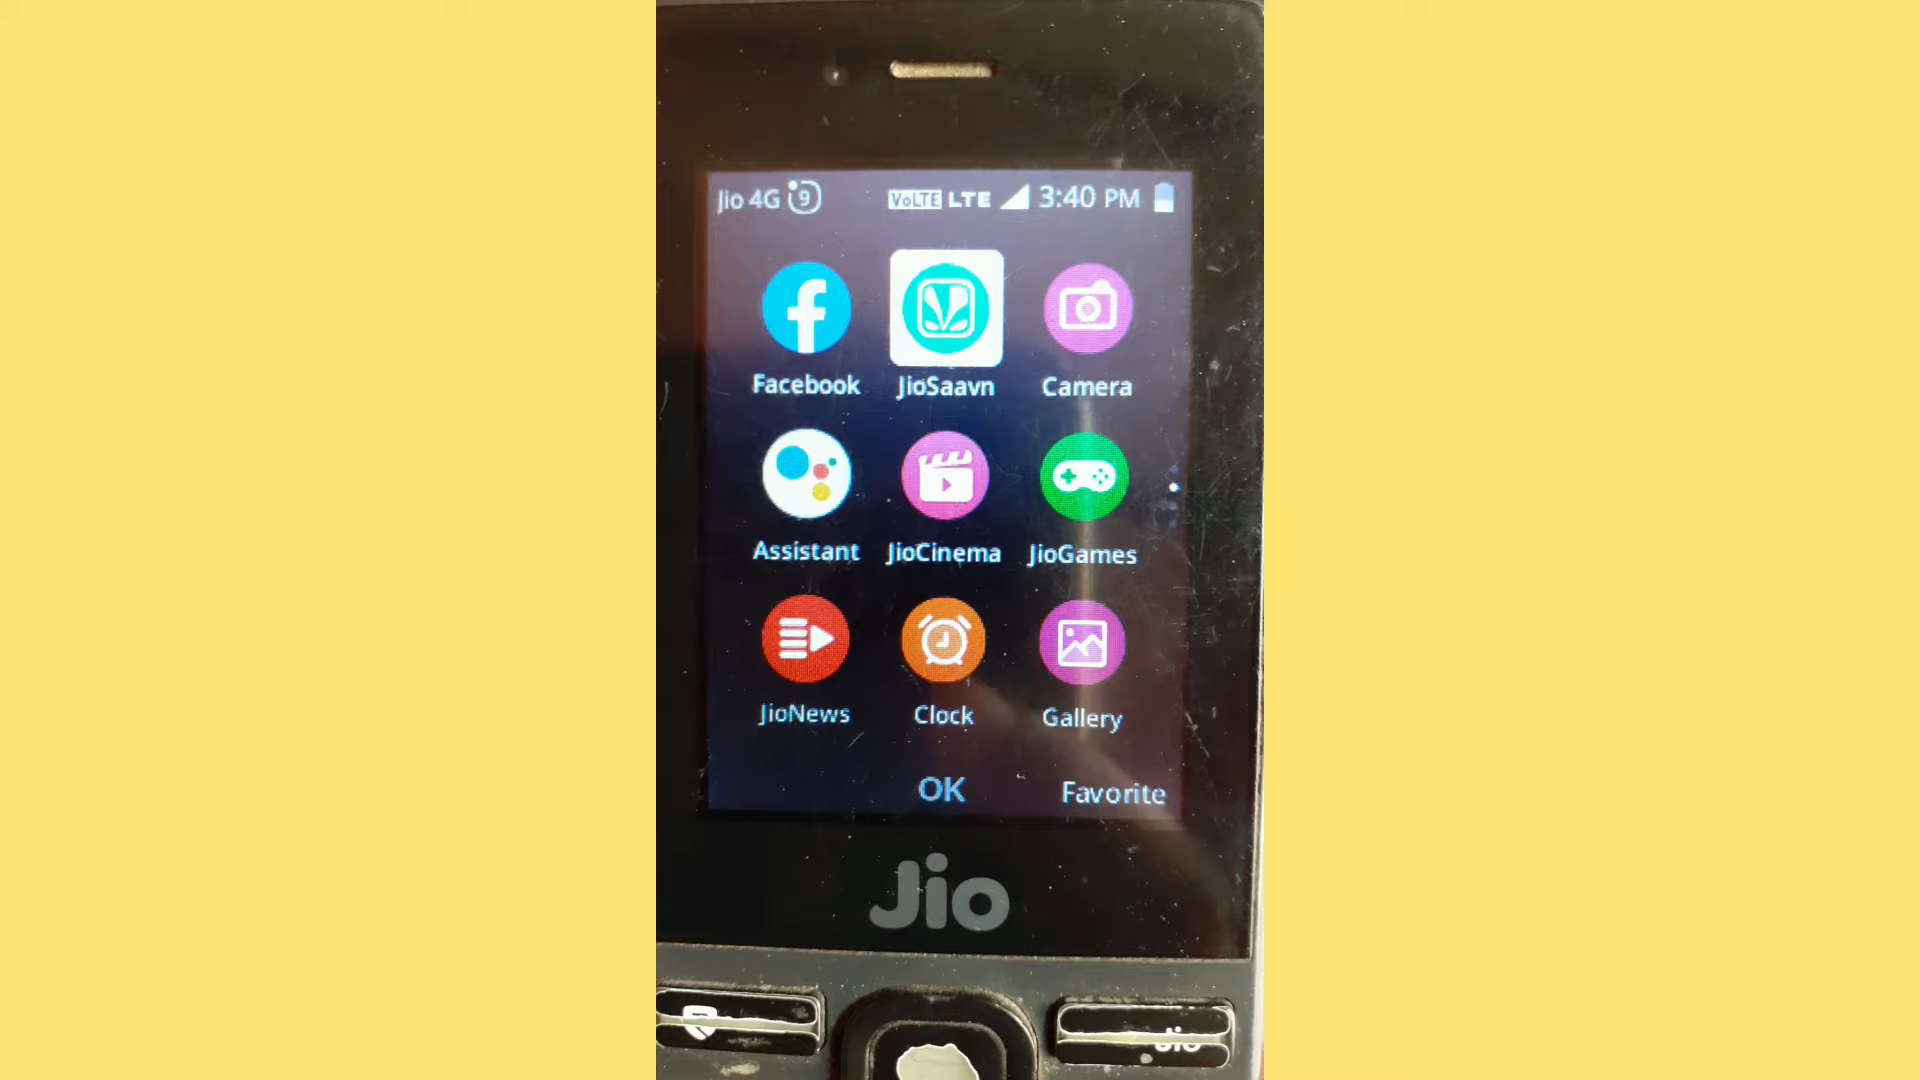 Jio 4G 9 VoLTE LTE 3:40 PM
Facebook JioSaavn Camera
Assistant JioCinema JioGames
JioNews Clock Gallery
OK Favorite
Jio
Jio